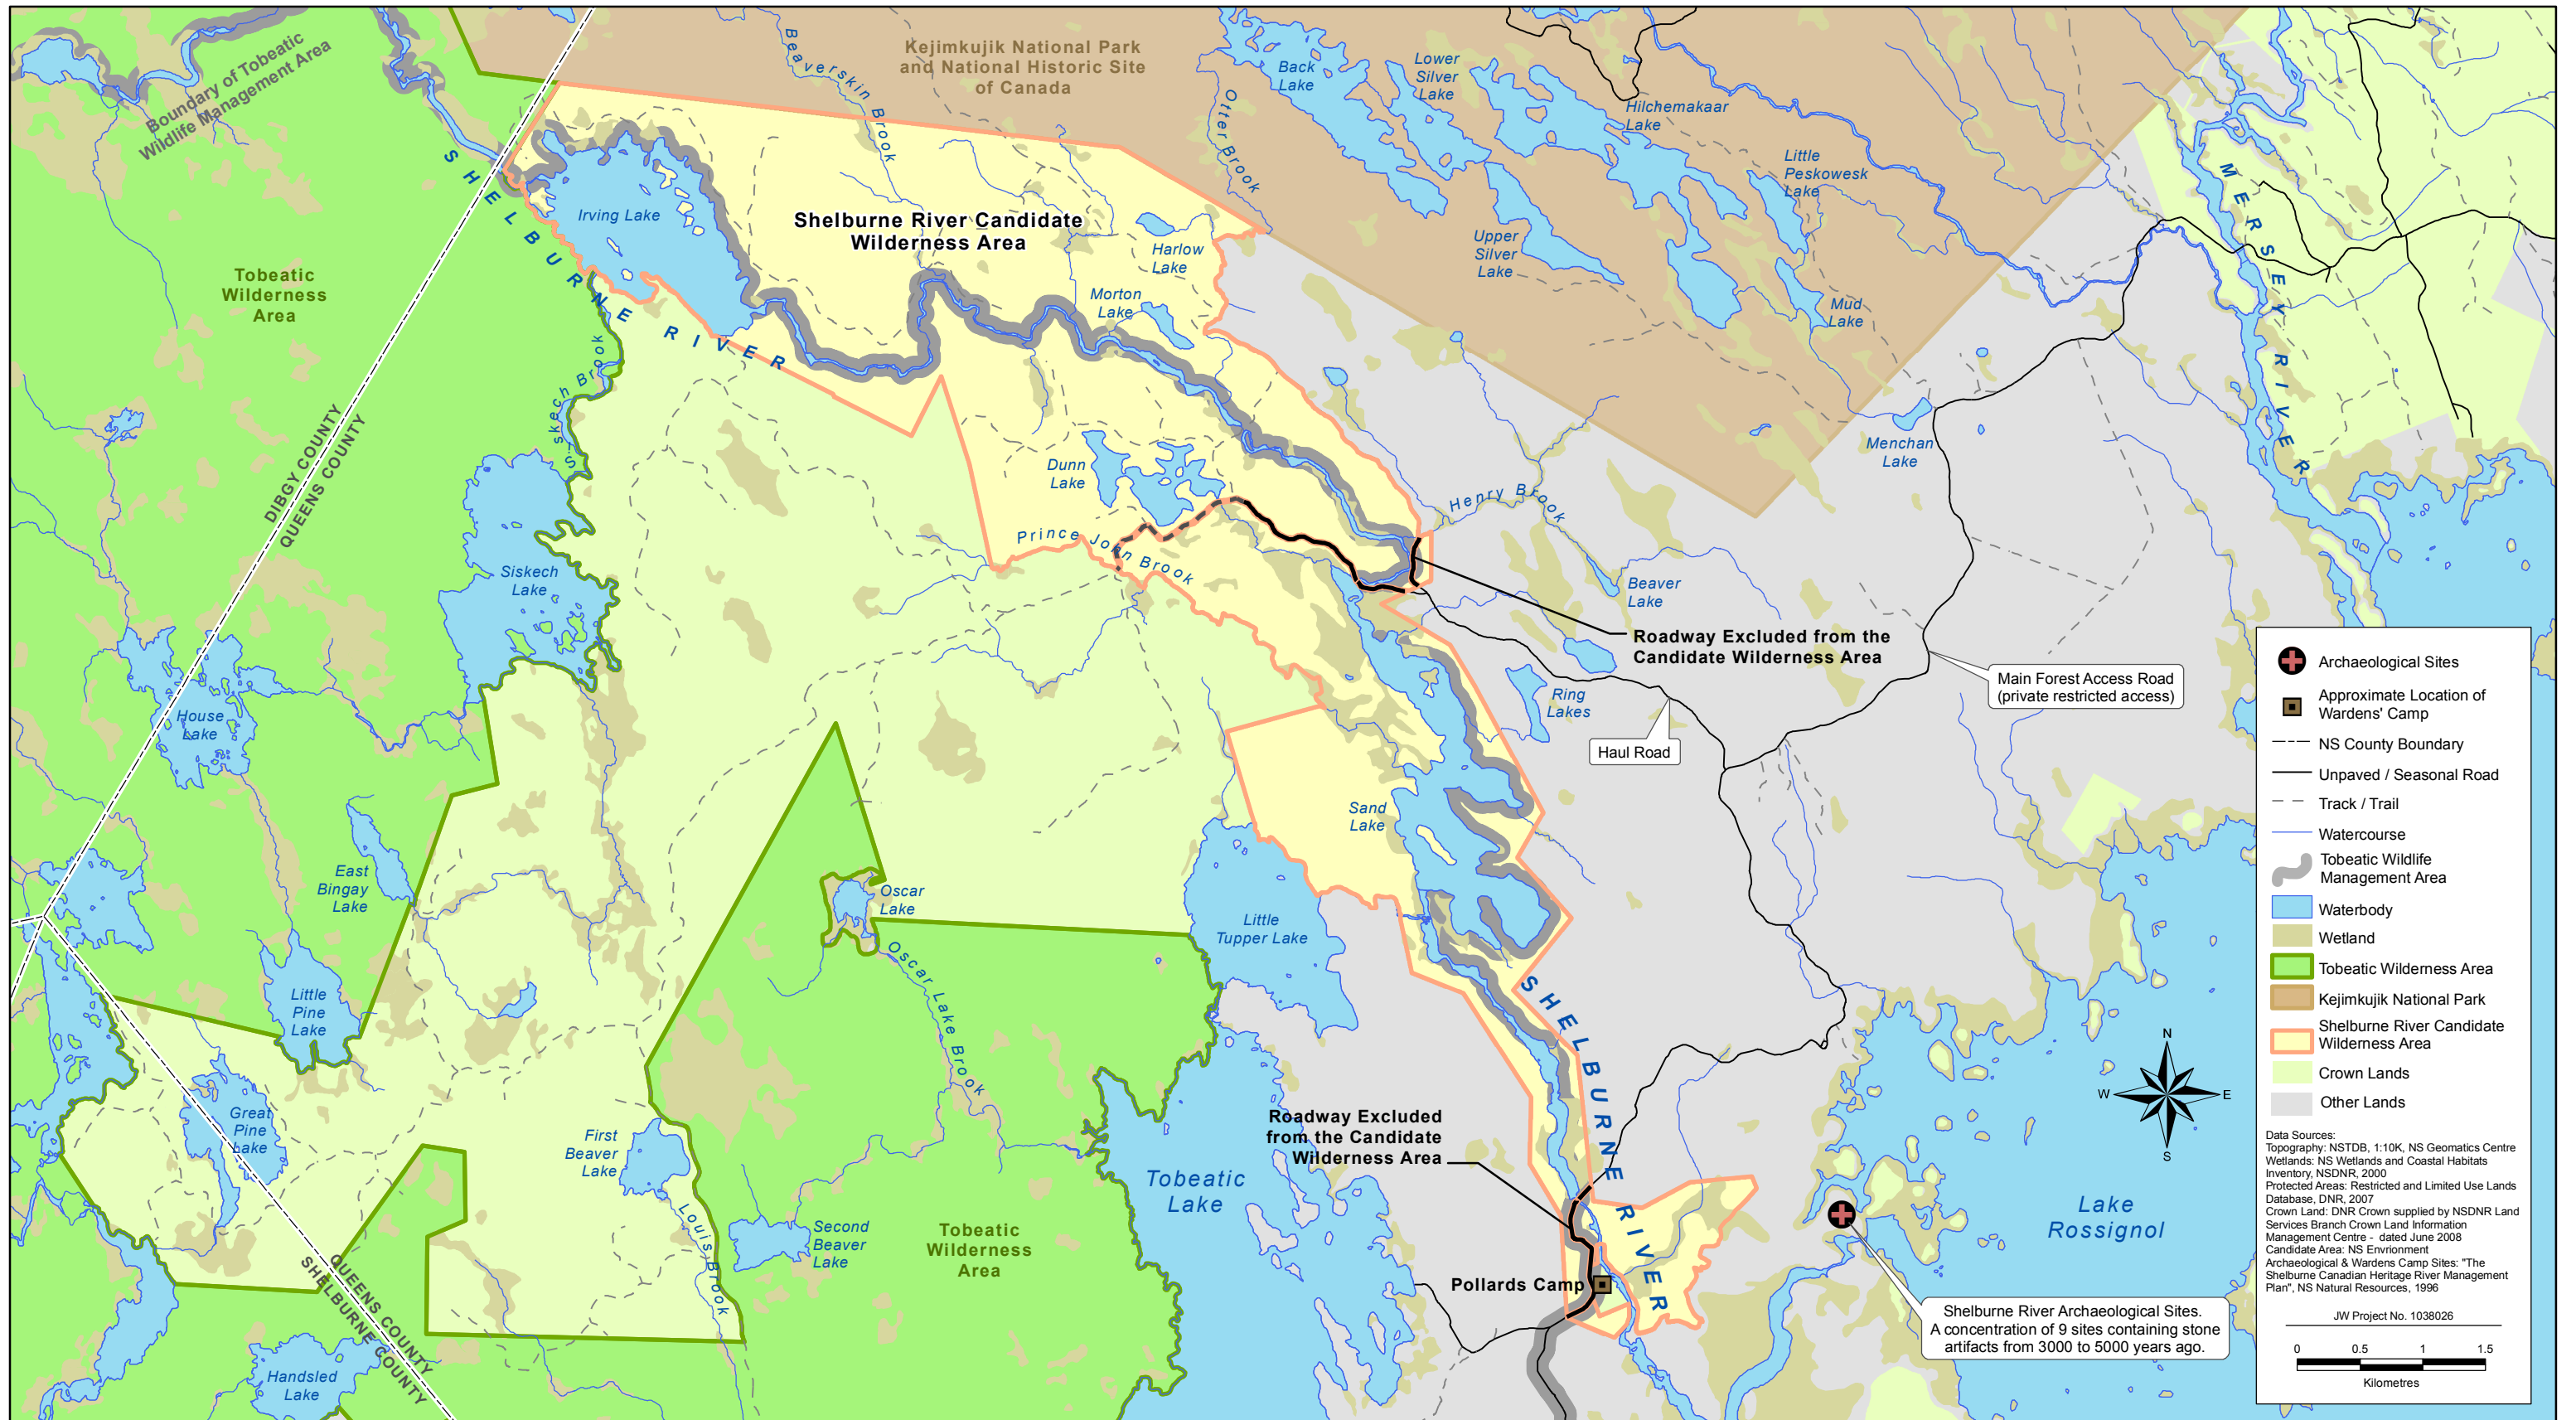 Boundary of Tobeatic
Wildlife Management Area
Kejimkujik National Park
and National Historic Site
of Canada
Beaverskin Brook
Otter Brook
Back
Lake
Lower
Silver
Lake
Hilchemakaar
Lake
Little
Peskowesk
Lake
Upper
Silver
Lake
Mud
Lake
MERSEY RIVER
SHELBURNE RIVER
Irving Lake
Shelburne River Candidate
Wilderness Area
Harlow
Lake
Morton
Lake
Tobeatic
Wilderness
Area
Siskech Brook
DIBGY COUNTY
QUEENS COUNTY
Dunn
Lake
Prince John Brook
Henry Brook
Menchan
Lake
Siskech
Lake
Beaver
Lake
Roadway Excluded from the
Candidate Wilderness Area
Main Forest Access Road
(private restricted access)
Ring
Lakes
Haul Road
House
Lake
Sand
Lake
East
Bingay
Lake
Oscar
Lake
Little
Tupper Lake
Oscar Lake Brook
Little
Pine
Lake
SHELBURNE RIVER
Great
Pine
Lake
First
Beaver
Lake
Roadway Excluded
from the Candidate
Wilderness Area
Tobeatic
Lake
Louis Brook
Second
Beaver
Lake
Tobeatic
Wilderness
Area
Lake
Rossignol
Pollards Camp
QUEENS COUNTY
SHELBURNE COUNTY
Handsled
Lake
Shelburne River Archaeological Sites.
A concentration of 9 sites containing stone
artifacts from 3000 to 5000 years ago.
N
W
E
S
Archaeological Sites
Approximate Location of
Wardens' Camp
NS County Boundary
Unpaved / Seasonal Road
Track / Trail
Watercourse
Tobeatic Wildlife
Management Area
Waterbody
Wetland
Tobeatic Wilderness Area
Kejimkujik National Park
Shelburne River Candidate
Wilderness Area
Crown Lands
Other Lands
Data Sources:
Topography: NSTDB, 1:10K, NS Geomatics Centre
Wetlands: NS Wetlands and Coastal Habitats
Inventory, NSDNR, 2000
Protected Areas: Restricted and Limited Use Lands
Database, DNR, 2007
Crown Land: DNR Crown supplied by NSDNR Land
Services Branch Crown Land Information
Management Centre - dated June 2008
Candidate Area: NS Envrionment
Archaeological & Wardens Camp Sites: "The
Shelburne Canadian Heritage River Management
Plan", NS Natural Resources, 1996
JW Project No. 1038026
0 0.5 1 1.5
Kilometres